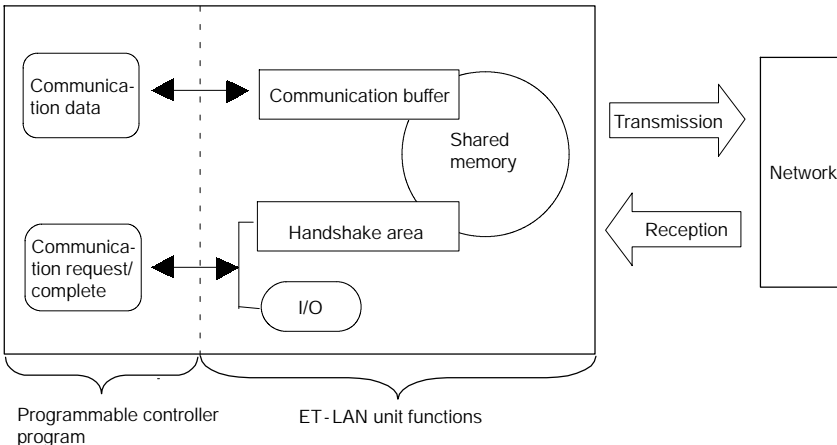 Communica-
tion data
Communication buffer
Shared
memory
Transmission
Network
Reception
Handshake area
Communica-
tion request/
complete
I/O
Programmable controller
program
ET-LAN unit functions